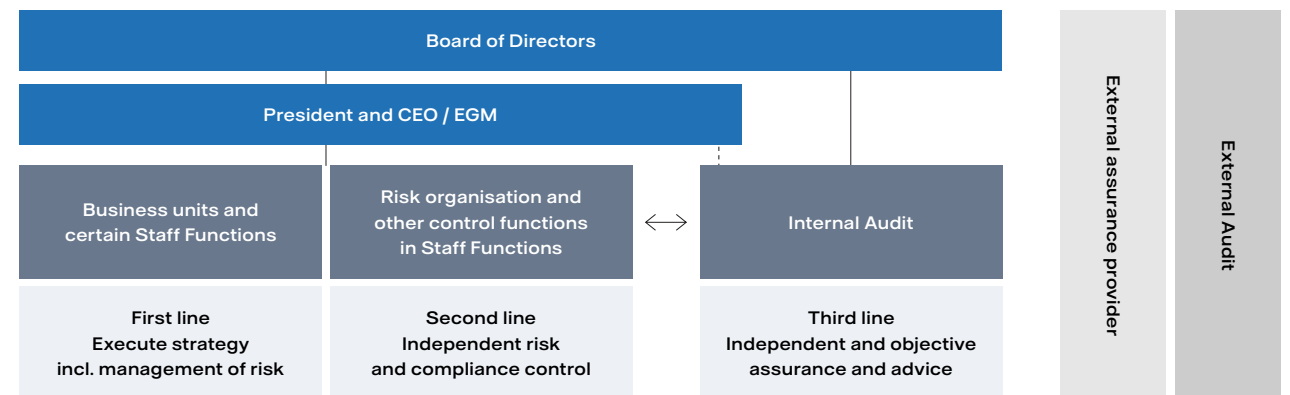 Board of Directors
President and CEO / EGM
Business units and
certain Staff Functions
Risk organisation and
other control functions
in Staff Functions
Internal Audit
First line
Execute strategy
incl. management of risk
Second line
Independent risk
and compliance control
Third line
Independent and objective
assurance and advice
External assurance provider
External Audit